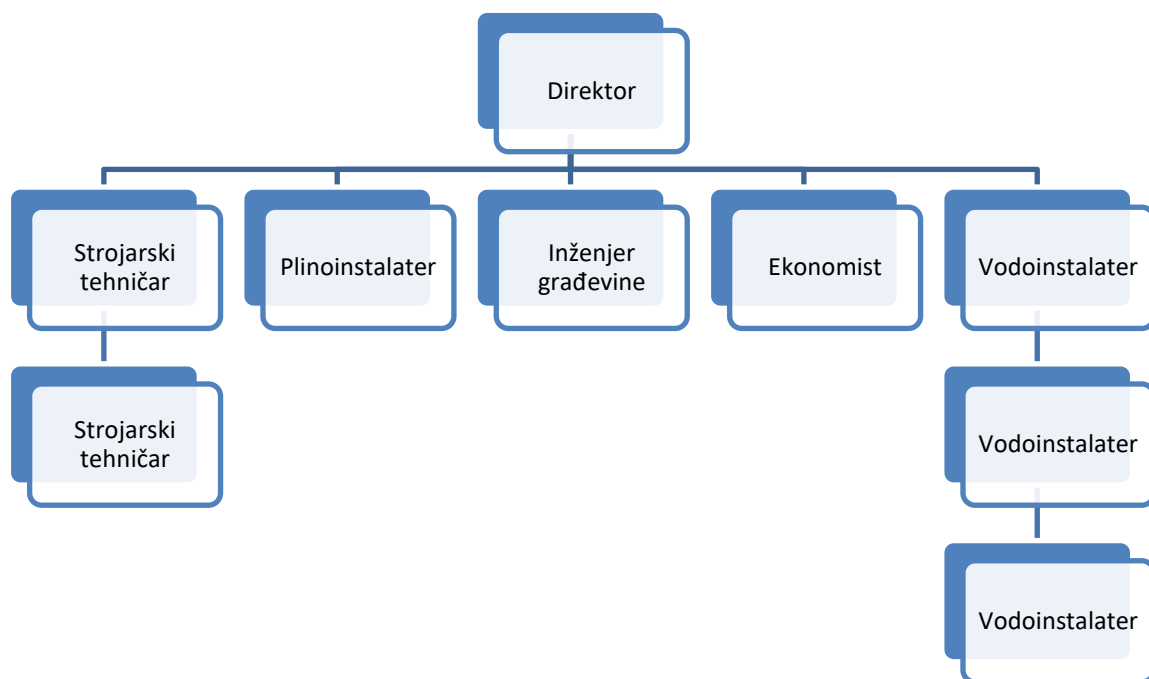 Direktor
Strojarski
tehničar
Plinoinstalater
Inženjer
građevine
Ekonomist
Vodoinstalater
Strojarski
tehničar
Vodoinstalater
Vodoinstalater